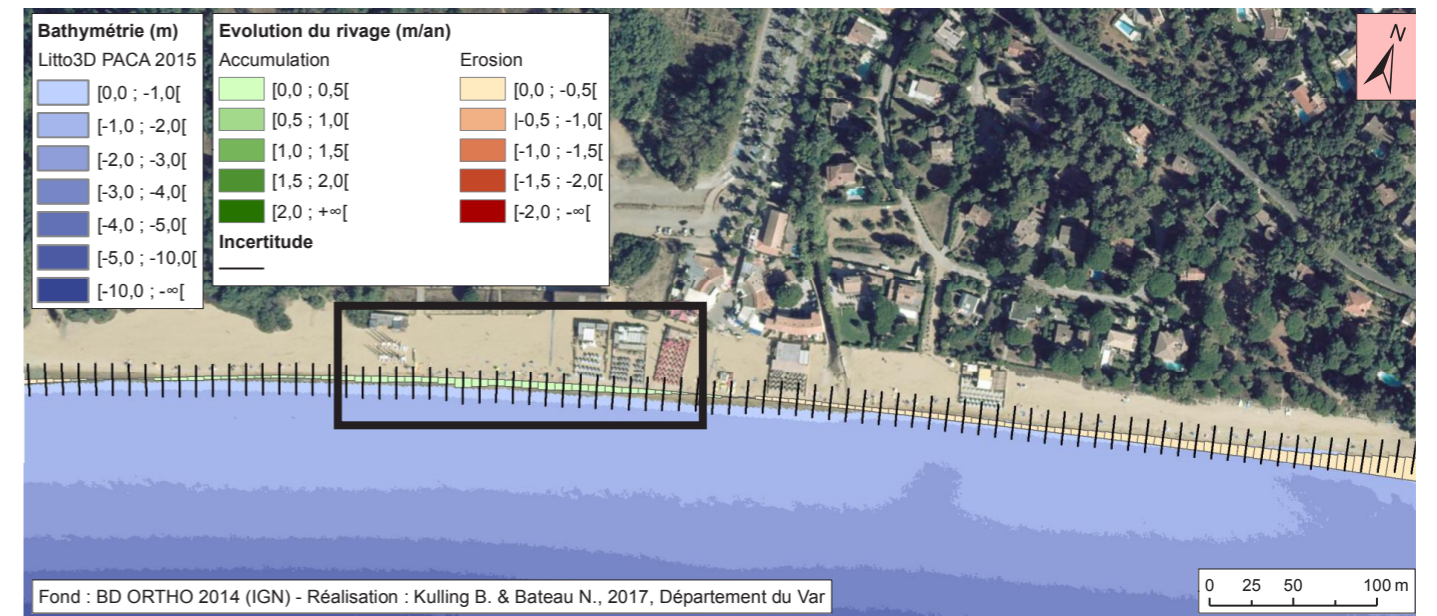 Bathymétrie (m)
Litto3D PACA 2015
[0,0 ; -1,0[
[-1,0 ; -2,0[
[-2,0 ; -3,0[
[-3,0 ; -4,0[
[-4,0 ; -5,0[
[-5,0 ; -10,0[
[-10,0 ; -∞[
Evolution du rivage (m/an)
Accumulation
[0,0 ; 0,5[
[0,5 ; 1,0[
[1,0 ; 1,5[
[1,5 ; 2,0[
[2,0 ; +∞[
Erosion
[0,0 ; -0,5[
|-0,5 ; -1,0[
[-1,0 ; -1,5[
[-1,5 ; -2,0[
[-2,0 ; -∞[
Incertitude
N
Fond : BD ORTHO 2014 (IGN) - Réalisation : Kulling B. & Bateau N., 2017, Département du Var
0 25 50 100 m